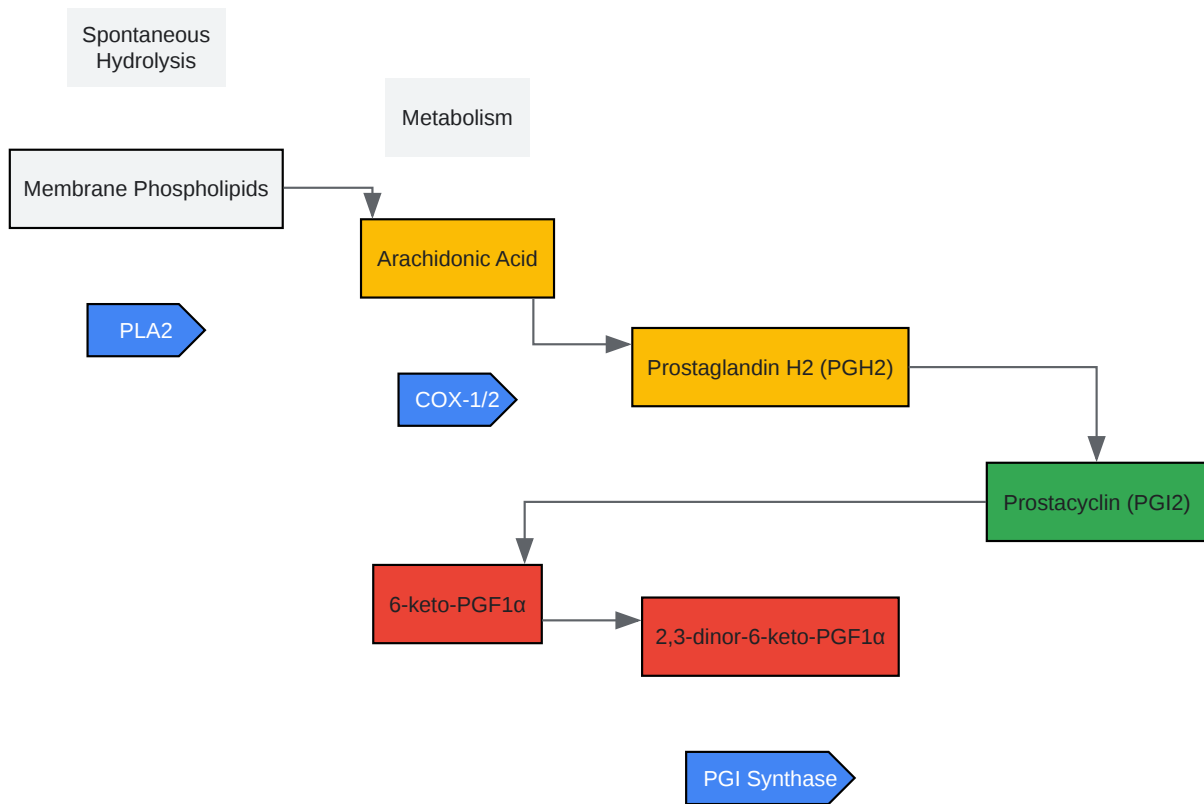 Spontaneous
Hydrolysis
Metabolism
Membrane Phospholipids
Arachidonic Acid
PLA2
Prostaglandin H2 (PGH2)
COX-1/2
Prostacyclin (PGI2)
6-keto-PGF1α
2,3-dinor-6-keto-PGF1α
PGI Synthase